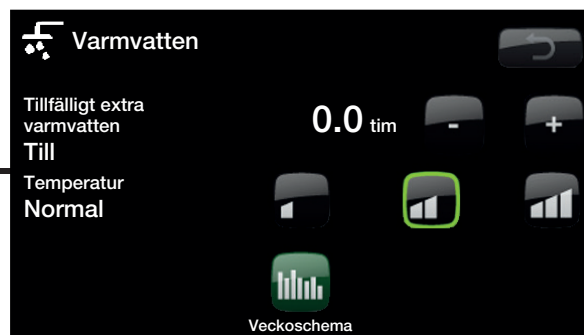 Varmvatten
Tillfälligt extra
varmvatten
0.0 tim
-
+
Till
Temperatur
Normal
Veckoschema